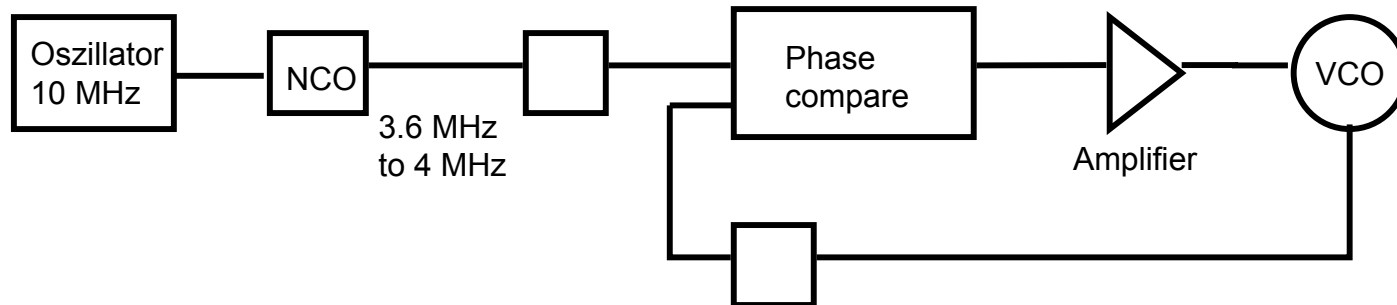 Oszillator
10 MHz
NCO
3.6 MHz
to 4 MHz
Phase
compare
Amplifier
VCO